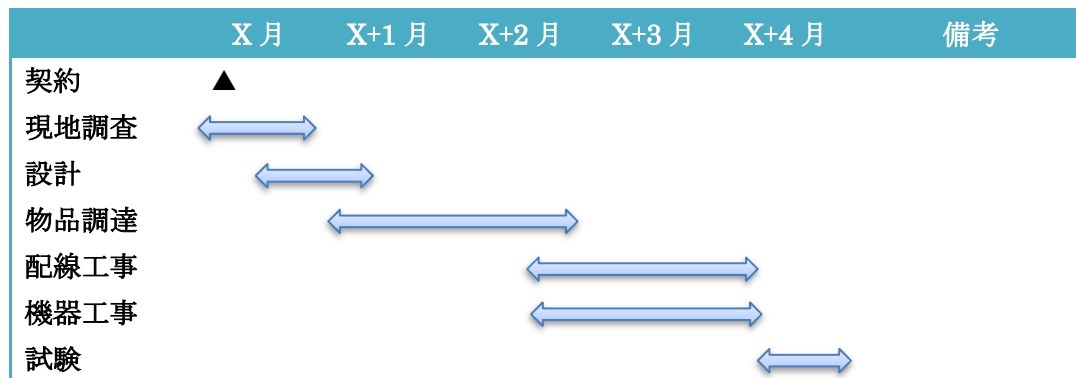 X 月 X+1 月 X+2 月 X+3 月 X+4 月 備考
契約 ▲
現地調査
設計
物品調達
配線工事
機器工事
試験